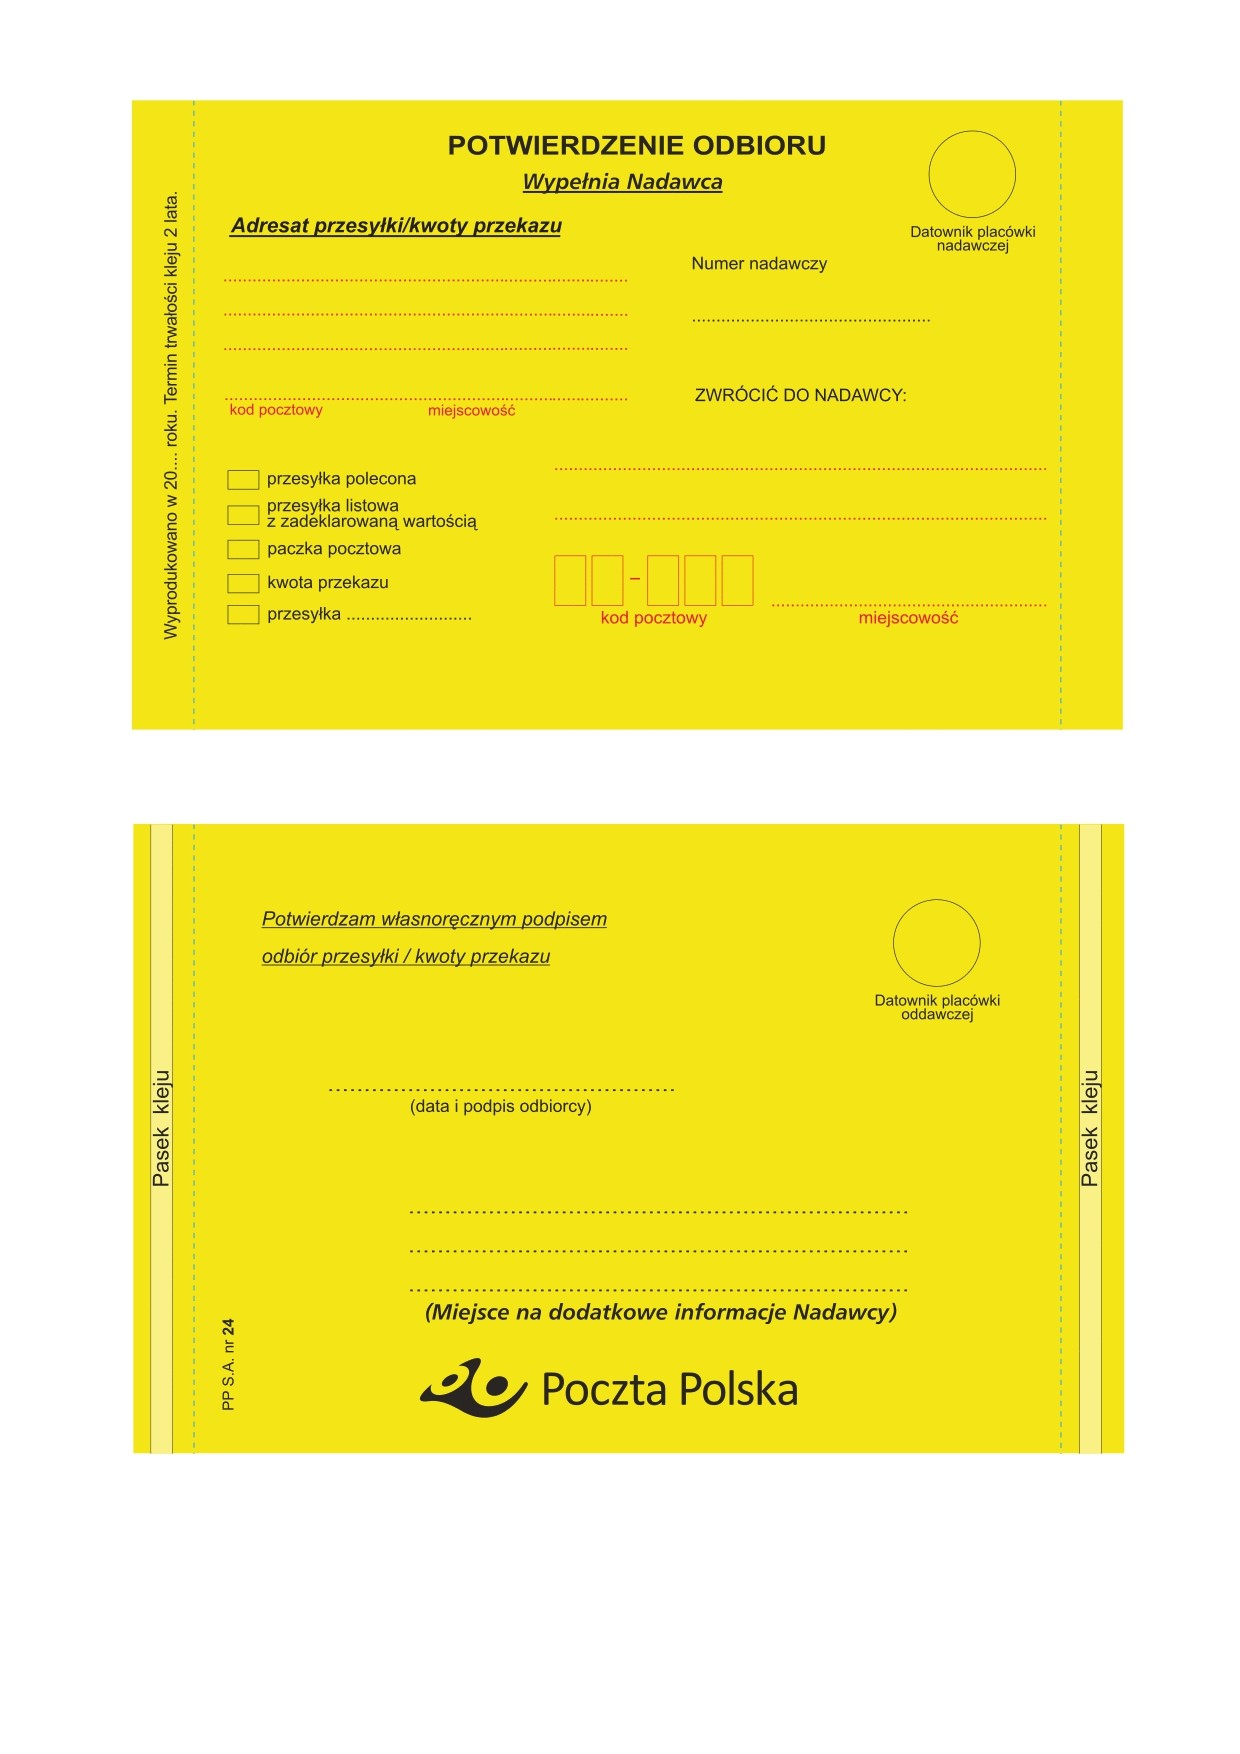 POTWIERDZENIE ODBIORU
Wypełnia Nadawca
Adresat przesyłki/kwoty przekazu
Datownik placówki
nadawczej
Numer nadawczy
kod pocztowy miejscowość
ZWRÓCIĆ DO NADAWCY:
przesyłka polecona
przesyłka listowa
z zadeklarowaną wartością
paczka pocztowa
kwota przekazu
przesyłka ..........................
–
kod pocztowy miejscowość
Wyprodukowano w 20.... roku. Termin trwałości kleju 2 lata.
Potwierdzam własnoręcznym podpisem
odbiór przesyłki / kwoty przekazu
Datownik placówki
oddawczej
(data i podpis odbiorcy)
Pasek kleju
Pasek kleju
(Miejsce na dodatkowe informacje Nadawcy)
PP S.A. nr 24
Poczta Polska